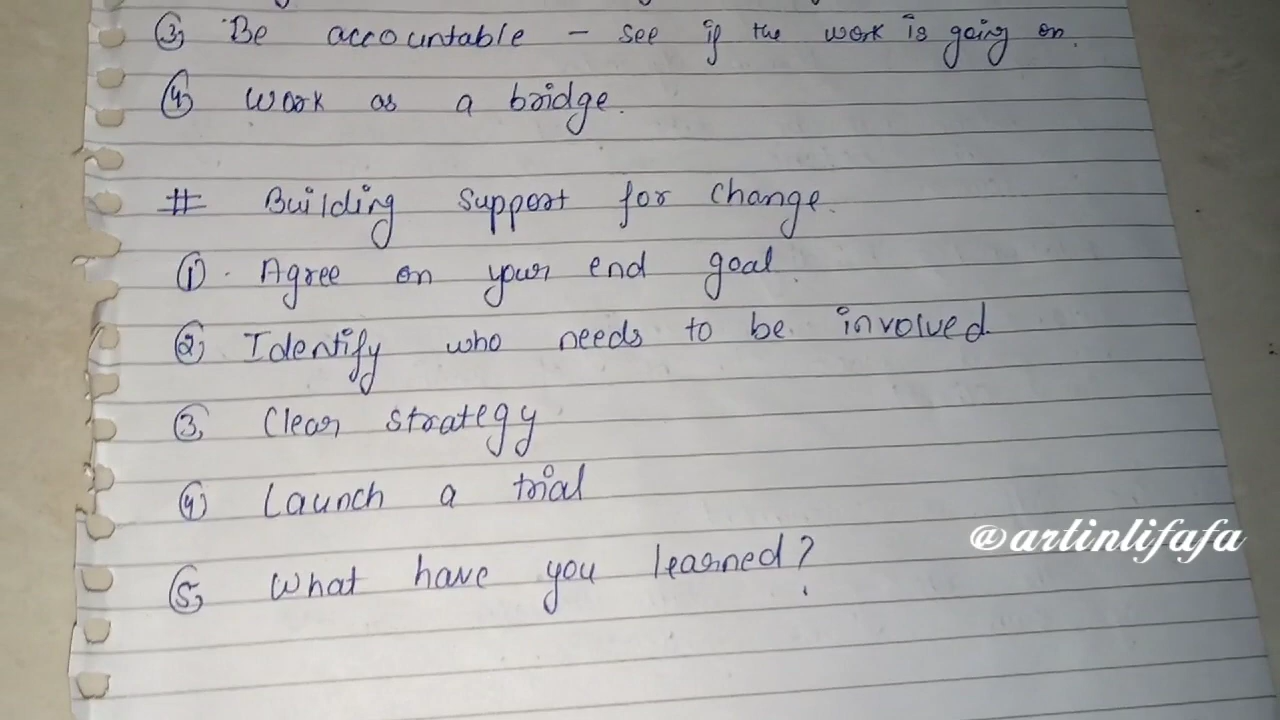 ③ Be accountable - see if the work is going on.
④ Work as a bridge.
# Building support for change.
① Agree on your end goal.
② Identify who needs to be involved
③ Clear strategy
④ Launch a trial
@artinlifafa
⑤ What have you learned?